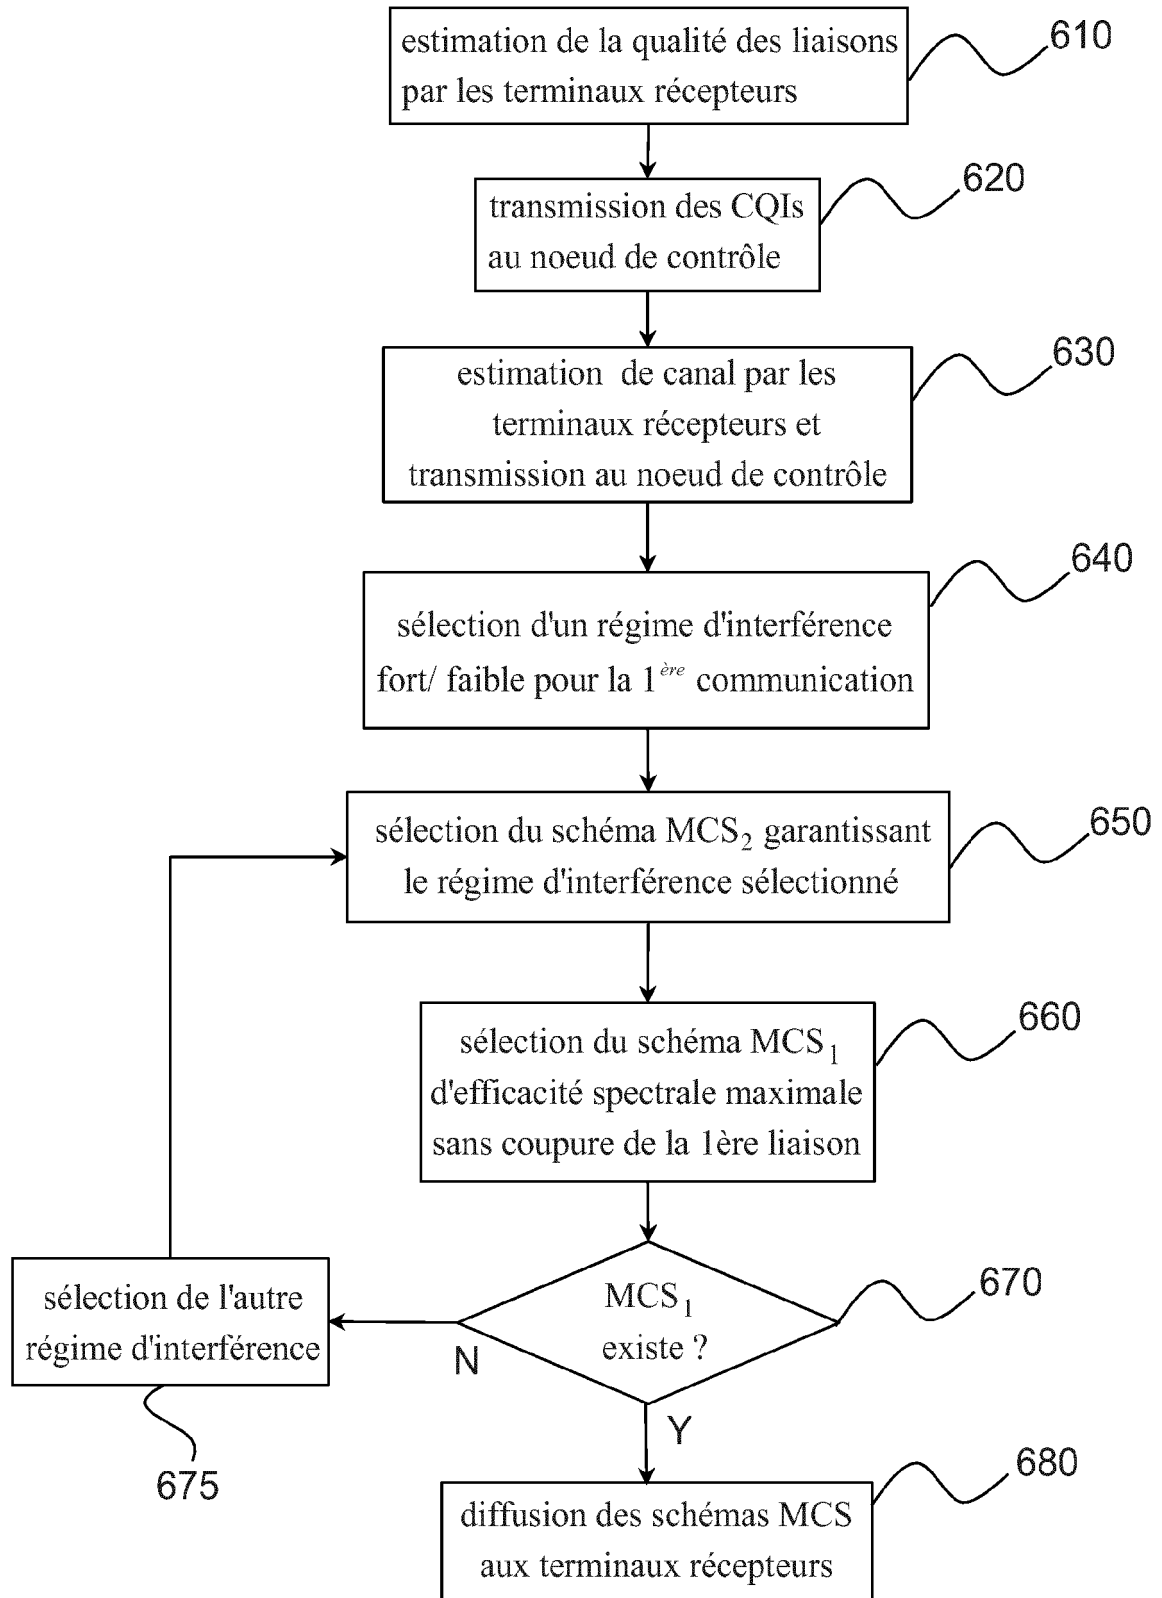 estimation de la qualité des liaisons
par les terminaux récepteurs
610
transmission des CQIs
au noeud de contrôle
620
estimation de canal par les
terminaux récepteurs et
transmission au noeud de contrôle
630
sélection d'un régime d'interférence
fort/ faible pour la 1ère communication
640
sélection du schéma MCS2 garantissant
le régime d'interférence sélectionné
650
sélection du schéma MCS1
d'efficacité spectrale maximale
sans coupure de la 1ère liaison
660
MCS1
existe ?
670
N
Y
sélection de l'autre
régime d'interférence
675
diffusion des schémas MCS
aux terminaux récepteurs
680